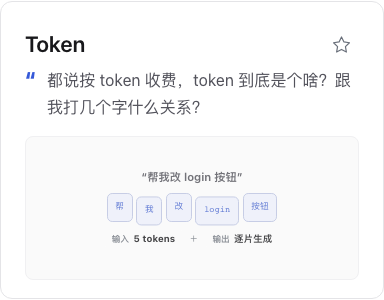 Token
“ 都说按 token 收费，token 到底是个啥？跟
我打几个字什么关系？
“帮我改 login 按钮”
帮 我 改 login 按钮
输入 5 tokens + 输出 逐片生成